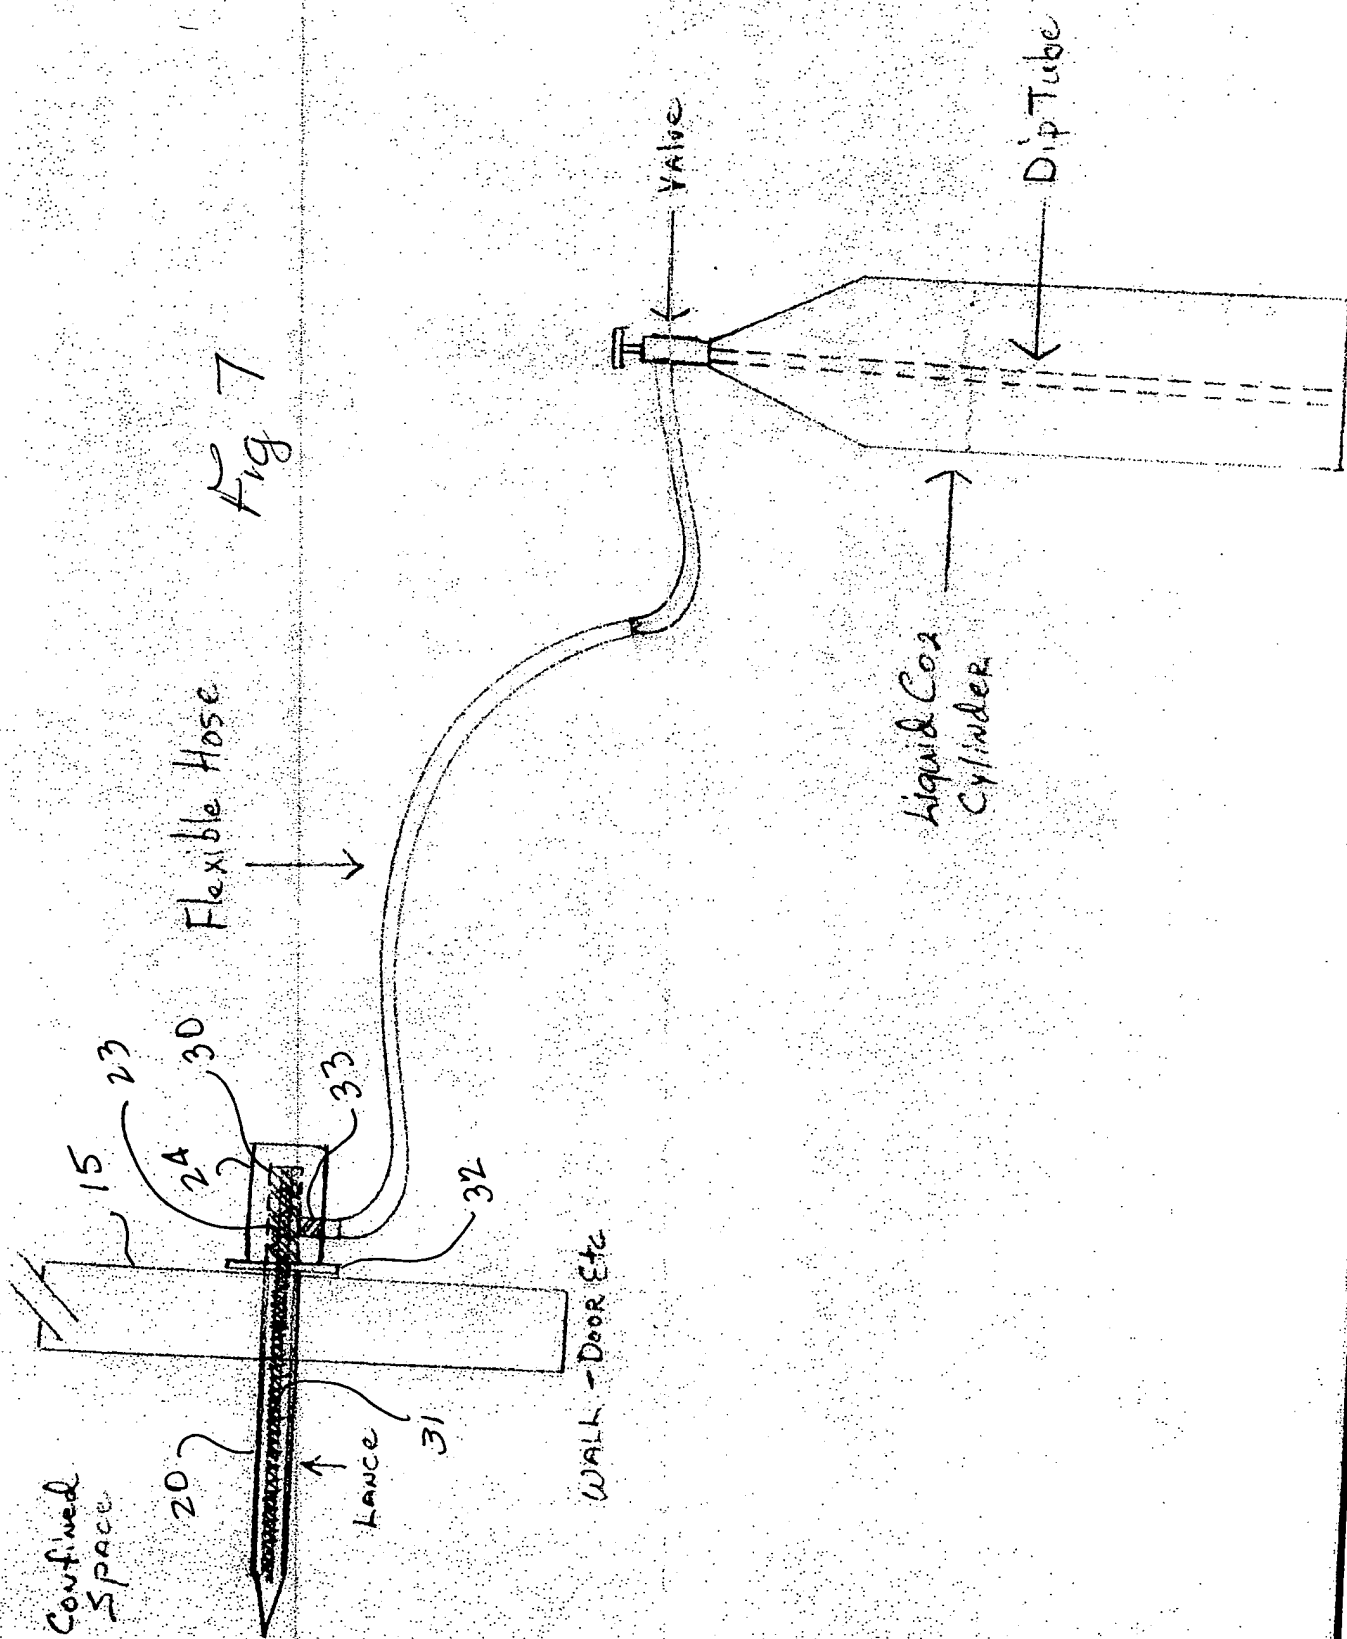 Fig 7
Confined
Space
20
15
23
24
30
33
32
31
Lance
Wall - Door Etc
Flexible Hose
Valve
Liquid CO2
Cylinder
Dip Tube